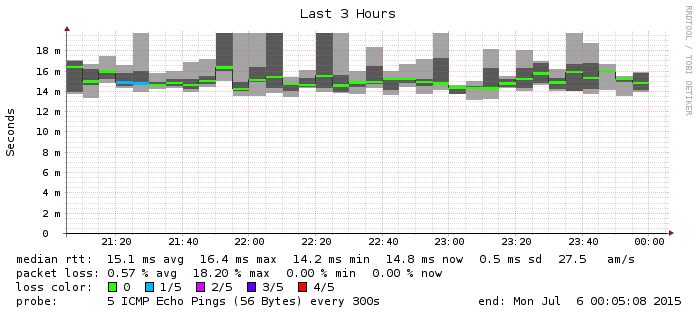 Last 3 Hours
RRDTOOL / TOBI OETIKER
Seconds
18 m
16 m
14 m
12 m
10 m
8 m
6 m
4 m
2 m
0
21:20 21:40 22:00 22:20 22:40 23:00 23:20 23:40 00:00
median rtt: 15.1 ms avg 16.4 ms max 14.2 ms min 14.8 ms now 0.5 ms sd 27.5 am/s
packet loss: 0.57 % avg 18.20 % max 0.00 % min 0.00 % now
loss color: 0 1/5 2/5 3/5 4/5
probe: 5 ICMP Echo Pings (56 Bytes) every 300s end: Mon Jul 6 00:05:08 2015